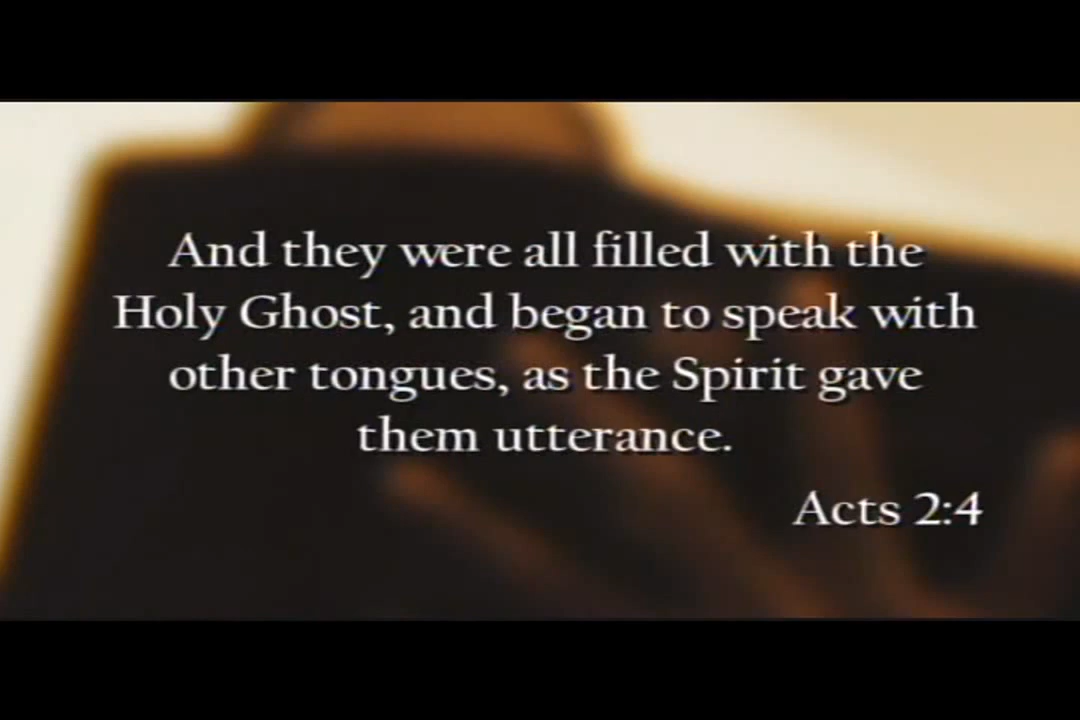 And they were all filled with the
Holy Ghost, and began to speak with
other tongues, as the Spirit gave
them utterance.
Acts 2:4